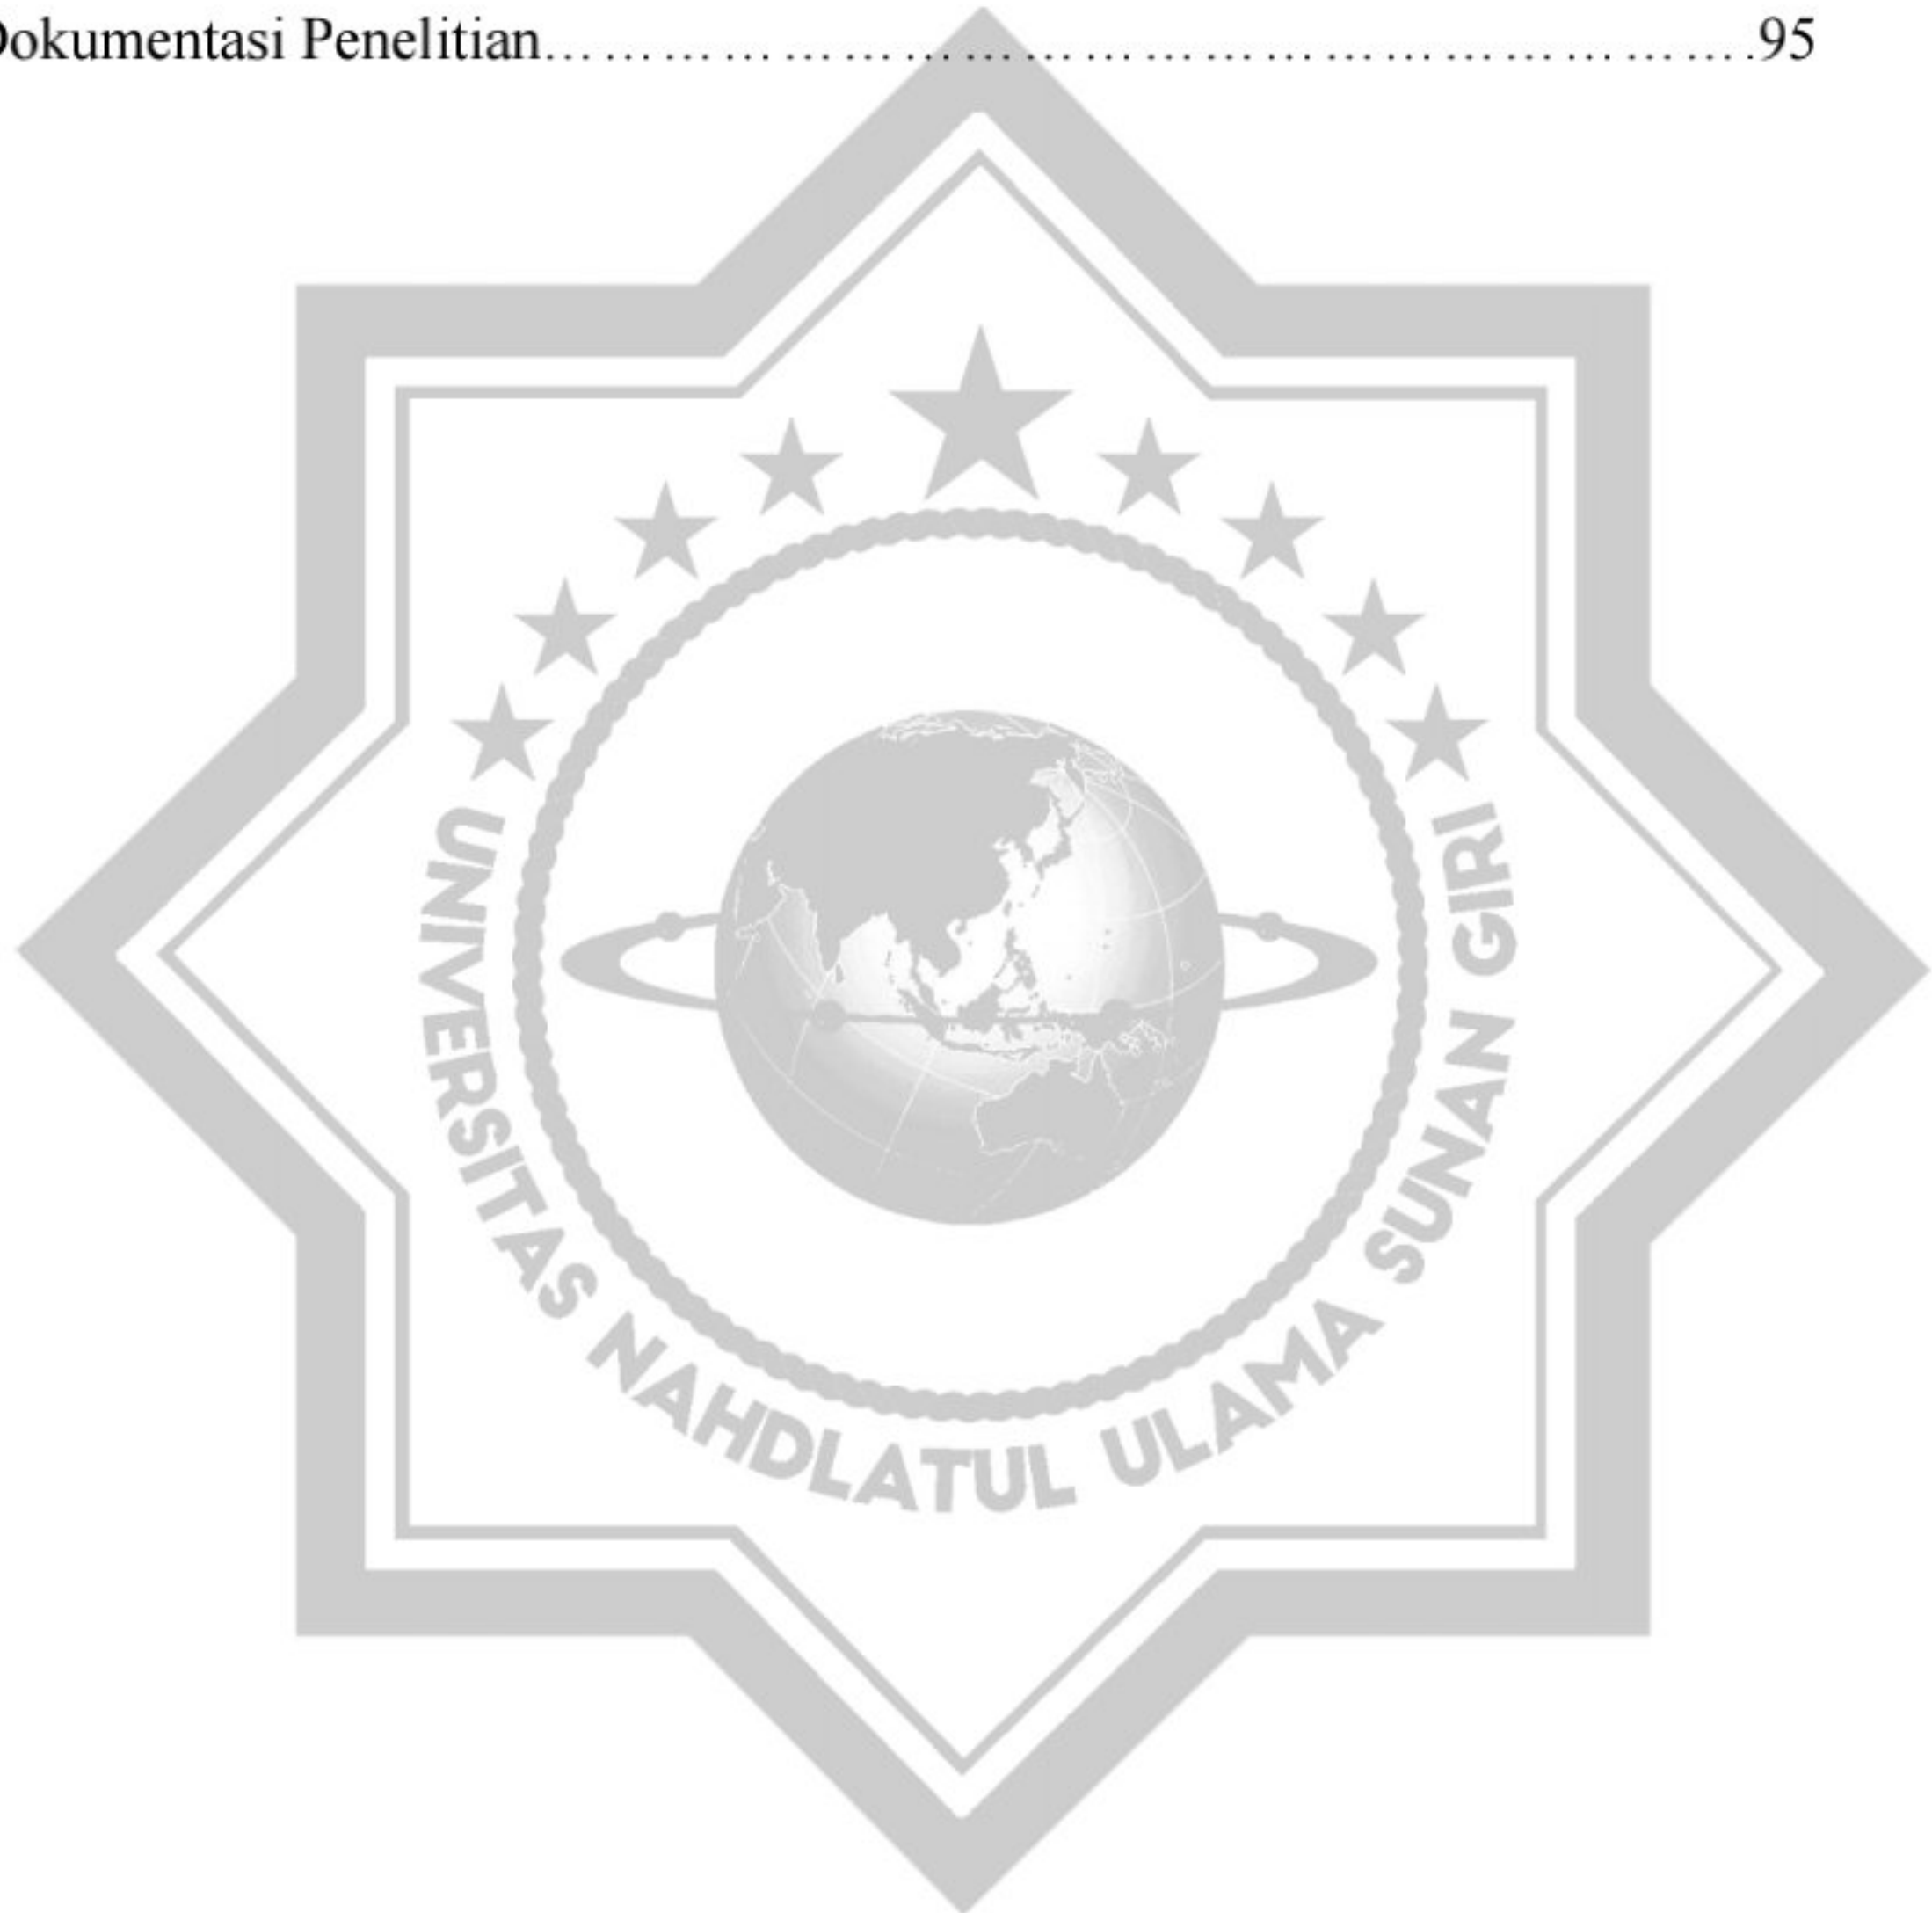 Dokumentasi Penelitian……………………………………………………………….95
UNIVERSITAS NAHDLATUL ULAMA SUNAN GIRI